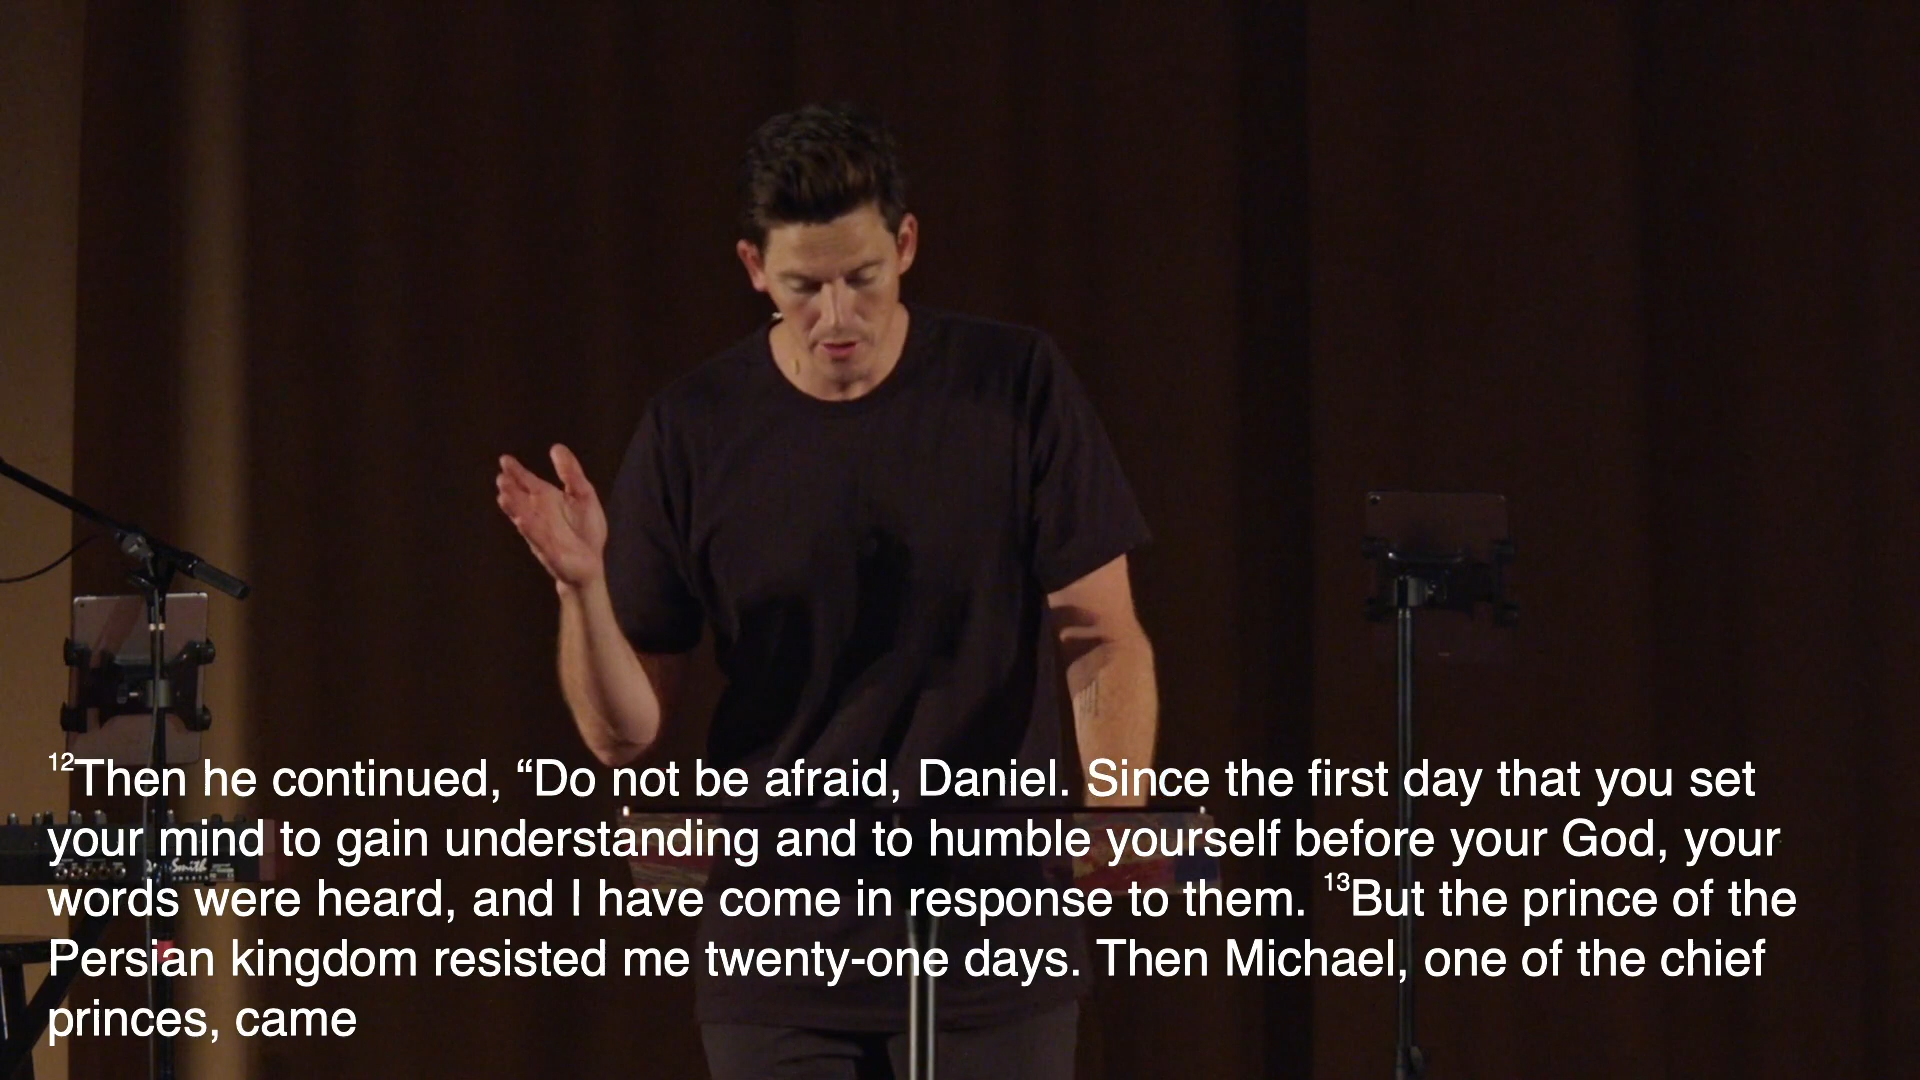 ¹²Then he continued, “Do not be afraid, Daniel. Since the first day that you set
your mind to gain understanding and to humble yourself before your God, your
words were heard, and I have come in response to them. ¹³But the prince of the
Persian kingdom resisted me twenty-one days. Then Michael, one of the chief
princes, came
Smith